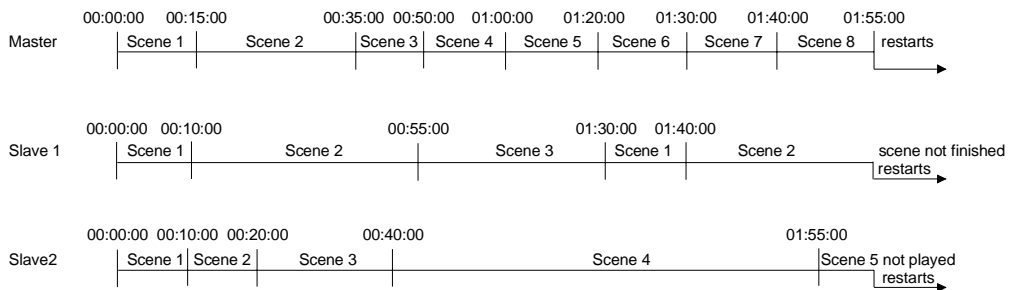 00:00:00 00:15:00 00:35:00 00:50:00 01:00:00 01:20:00 01:30:00 01:40:00 01:55:00
Master Scene 1 Scene 2 Scene 3 Scene 4 Scene 5 Scene 6 Scene 7 Scene 8 restarts
00:00:00 00:10:00 00:55:00 01:30:00 01:40:00
Slave 1 Scene 1 Scene 2 Scene 3 Scene 1 Scene 2 scene not finished
restarts
00:00:00 00:10:00 00:20:00 00:40:00 01:55:00
Slave2 Scene 1 Scene 2 Scene 3 Scene 4 Scene 5 not played
restarts